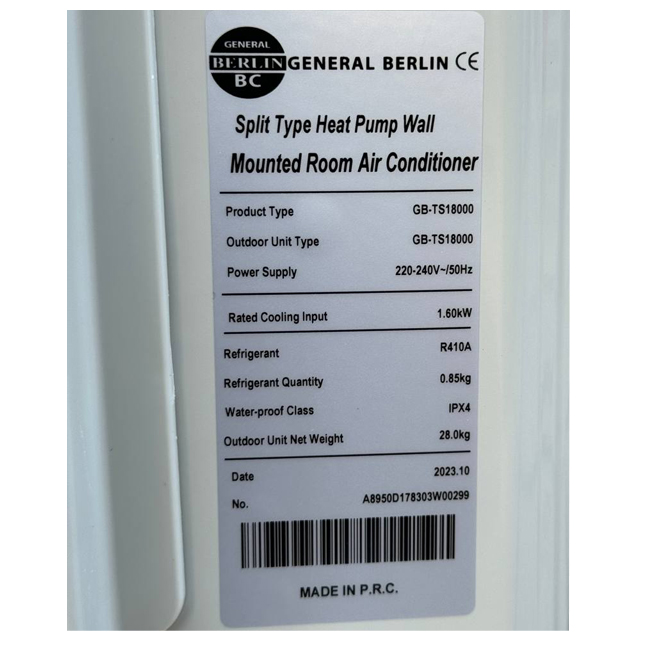 GENERAL
BERLIN
BC
GENERAL BERLIN CE
Split Type Heat Pump Wall
Mounted Room Air Conditioner
Product Type GB-TS18000
Outdoor Unit Type GB-TS18000
Power Supply 220-240V~/50Hz
Rated Cooling Input 1.60kW
Refrigerant R410A
Refrigerant Quantity 0.85kg
Water-proof Class IPX4
Outdoor Unit Net Weight 28.0kg
Date 2023.10
No. A8950D178303W00299
MADE IN P.R.C.